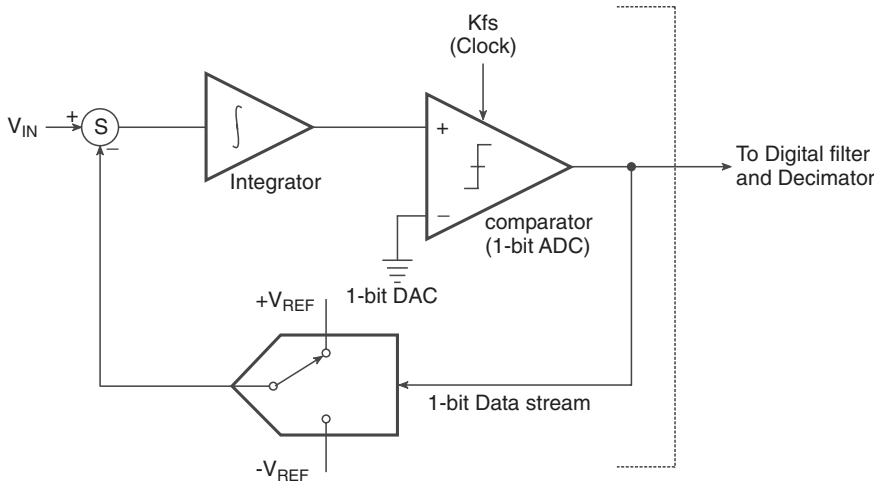 Kfs
(Clock)
V_IN
+
S
−
∫
Integrator
+
−
comparator
(1-bit ADC)
To Digital filter
and Decimator
1-bit DAC
+V_REF
1-bit Data stream
-V_REF